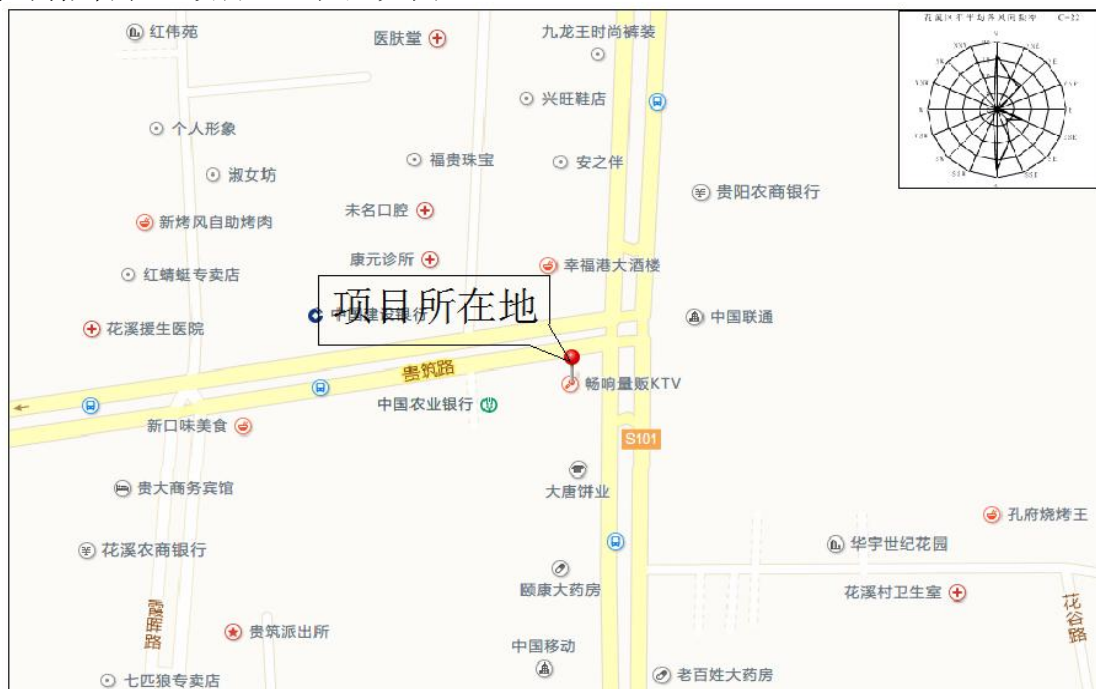 红伟苑
医肤堂
九龙王时尚裤装
C=22
兴旺鞋店
个人形象
福贵珠宝
安之伴
淑女坊
贵阳农商银行
未名口腔
新烤风自助烤肉
康元诊所
幸福港大酒楼
红蜻蜓专卖店
项目所在地
中国建设银行
中国联通
花溪援生医院
贵筑路
畅响量贩KTV
中国农业银行
新口味美食
S101
大唐饼业
贵大商务宾馆
孔府烧烤王
花溪农商银行
华宇世纪花园
颐康大药房
花溪村卫生室
霞晖路
花谷路
贵筑派出所
中国移动
七匹狼专卖店
老百姓大药房